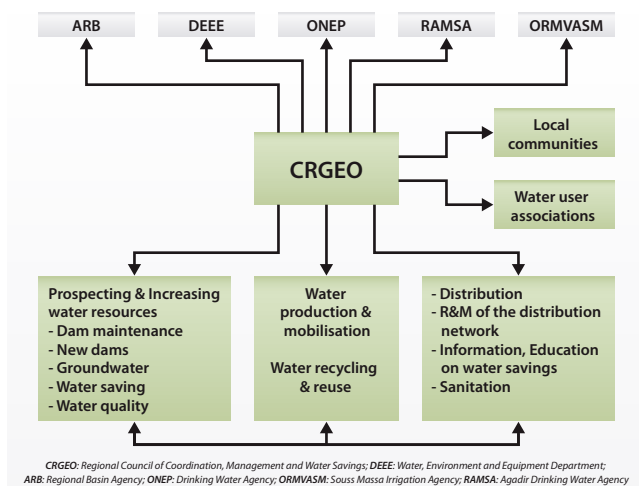 ARB DEEE ONEP RAMSA ORMVASM
CRGEO
Local
communities
Water user
associations
Prospecting & Increasing
water resources
- Dam maintenance
- New dams
- Groundwater
- Water saving
- Water quality
Water
production &
mobilisation
Water recycling
& reuse
- Distribution
- R&M of the distribution
network
- Information, Education
on water savings
- Sanitation
CRGEO: Regional Council of Coordination, Management and Water Savings; DEEE: Water, Environment and Equipment Department;
ARB: Regional Basin Agency; ONEP: Drinking Water Agency; ORMVASM: Souss Massa Irrigation Agency; RAMSA: Agadir Drinking Water Agency